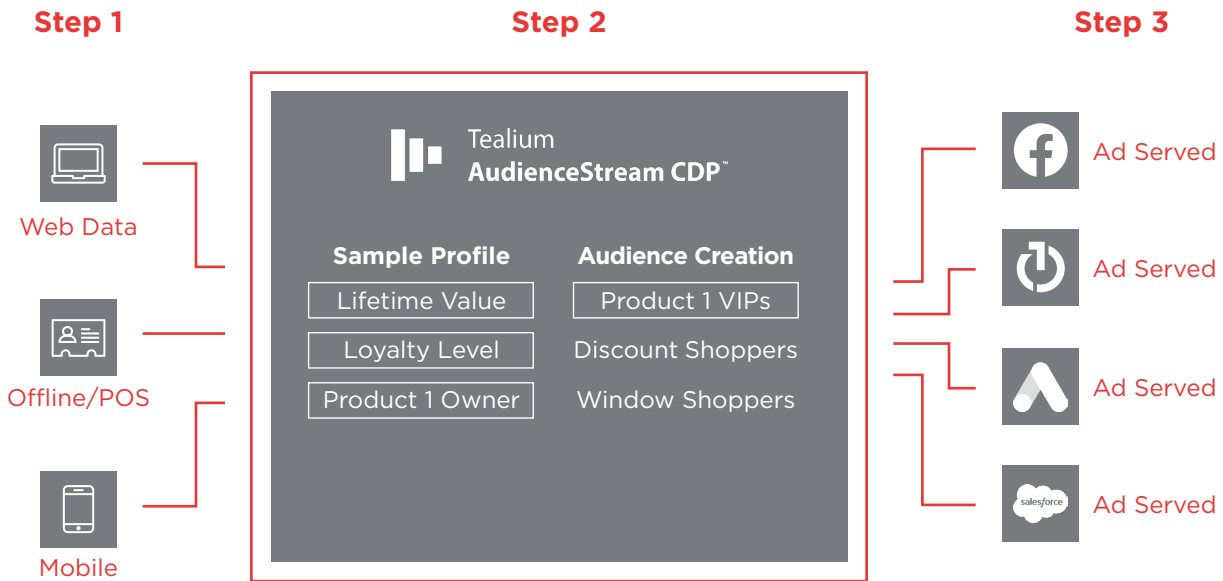 Step 1
Step 2
Step 3
Web Data
Offline/POS
Mobile
Tealium
AudienceStream CDP™
Sample Profile
Lifetime Value
Loyalty Level
Product 1 Owner
Audience Creation
Product 1 VIPs
Discount Shoppers
Window Shoppers
Ad Served
Ad Served
Ad Served
salesforce
Ad Served